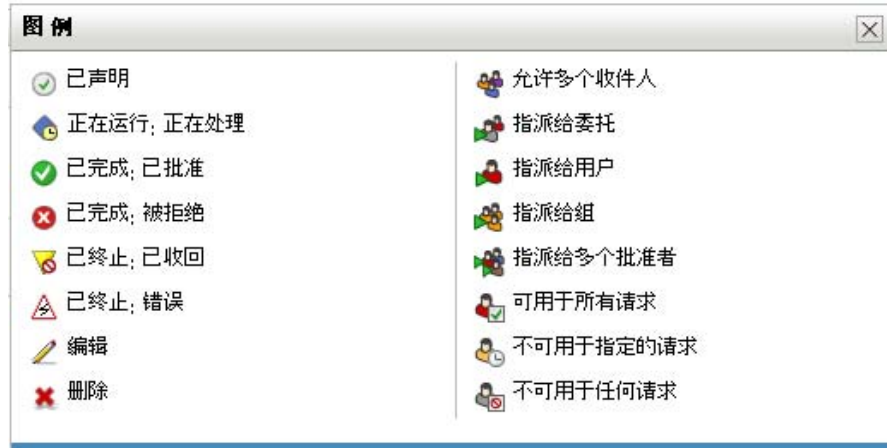 图例
已声明
正在运行; 正在处理
已完成; 已批准
已完成; 被拒绝
已终止; 已收回
已终止; 错误
编辑
删除
允许多个收件人
指派给委托
指派给用户
指派给组
指派给多个批准者
可用于所有请求
不可用于指定的请求
不可用于任何请求